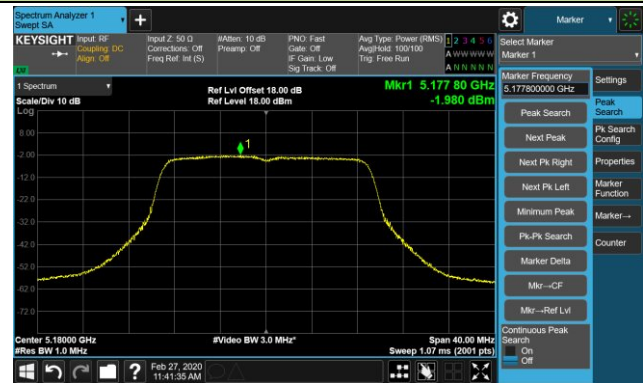 Spectrum Analyzer 1
Swept SA
+
Marker
KEYSIGHT
Input: RF
Coupling: DC
Align: Off
Input Z: 50 Ω
Corrections: Off
Freq Ref: Int (S)
#Atten: 10 dB
Preamp: Off
PNO: Fast
Gate: Off
IF Gain: Low
Sig Track: Off
Avg Type: Power (RMS)
Avg|Hold: 100/100
Trig: Free Run
1 2 3 4 5 6
A W W W W W
A N N N N N
Select Marker
Marker 1
LXI
1 Spectrum
Scale/Div 10 dB
Log
Ref Lvl Offset 18.00 dB
Ref Level 18.00 dBm
Mkr1 5.177 80 GHz
-1.980 dBm
8.00
-2.00
-12.0
-22.0
-32.0
-42.0
-52.0
-62.0
-72.0
1
Center 5.18000 GHz
#Res BW 1.0 MHz
#Video BW 3.0 MHz*
Span 40.00 MHz
Sweep 1.07 ms (2001 pts)
Marker Frequency
5.177800000 GHz
Peak Search
Next Peak
Next Pk Right
Next Pk Left
Minimum Peak
Pk-Pk Search
Marker Delta
Mkr→CF
Mkr→Ref Lvl
Continuous Peak
Search
On
Off
Settings
Peak
Search
Pk Search
Config
Properties
Marker
Function
Marker→
Counter
?
Feb 27, 2020
11:41:35 AM